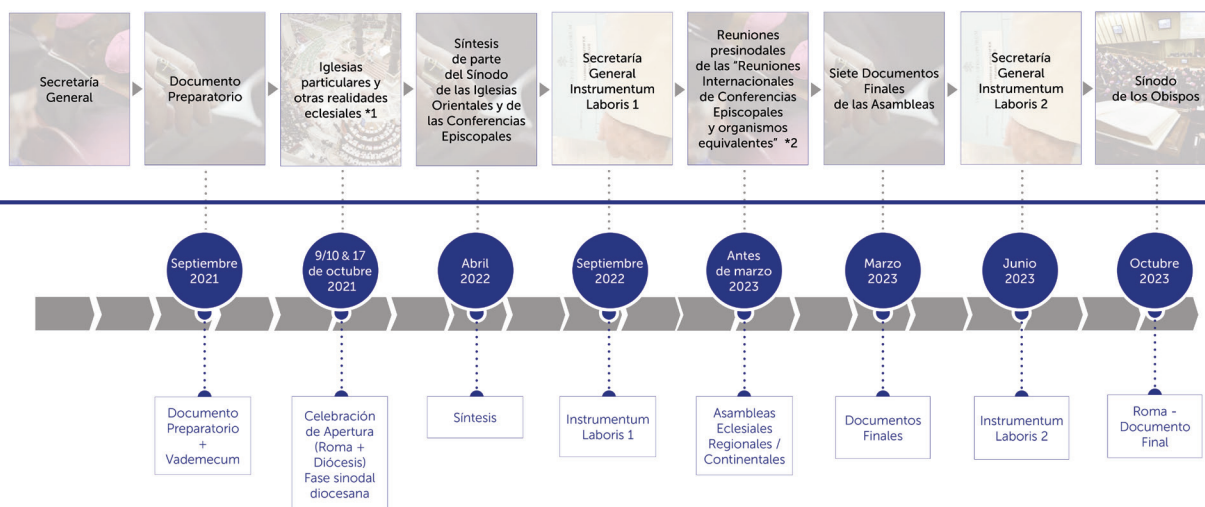 Secretaría
General
Documento
Preparatorio
Iglesias
particulares y
otras realidades
eclesiales *1
Síntesis
de parte
del Sínodo
de las Iglesias
Orientales y de
las Conferencias
Episcopales
Secretaría
General
Instrumentum
Laboris 1
Reuniones
presinodales
de las “Reuniones
Internacionales
de Conferencias
Episcopales
y organismos
equivalentes” *2
Siete Documentos
Finales
de las Asambleas
Secretaría
General
Instrumentum
Laboris 2
Sínodo
de los Obispos
Septiembre
2021
9/10 & 17
de octubre
2021
Abril
2022
Septiembre
2022
Antes
de marzo
2023
Marzo
2023
Junio
2023
Octubre
2023
Documento
Preparatorio
+
Vademecum
Celebración
de Apertura
(Roma +
Diócesis)
Fase sinodal
diocesana
Síntesis
Instrumentum
Laboris 1
Asambleas
Eclesiales
Regionales /
Continentales
Documentos
Finales
Instrumentum
Laboris 2
Roma -
Documento
Final